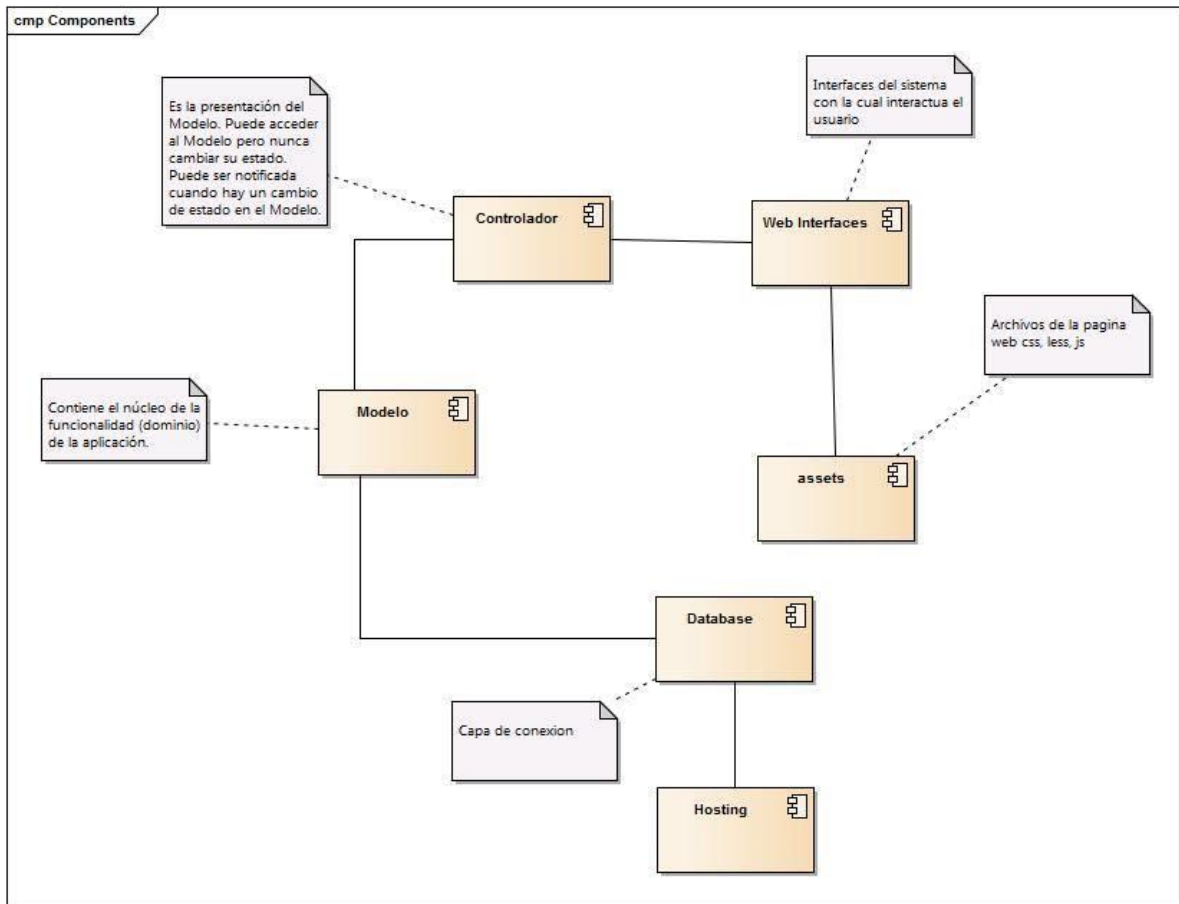 cmp Components
Es la presentación del
Modelo. Puede acceder
al Modelo pero nunca
cambiar su estado.
Puede ser notificada
cuando hay un cambio
de estado en el Modelo.
Interfaces del sistema
con la cual interactua el
usuario
Controlador
Web Interfaces
Archivos de la pagina
web css, less, js
Contiene el núcleo de la
funcionalidad (dominio)
de la aplicación.
Modelo
assets
Database
Capa de conexion
Hosting